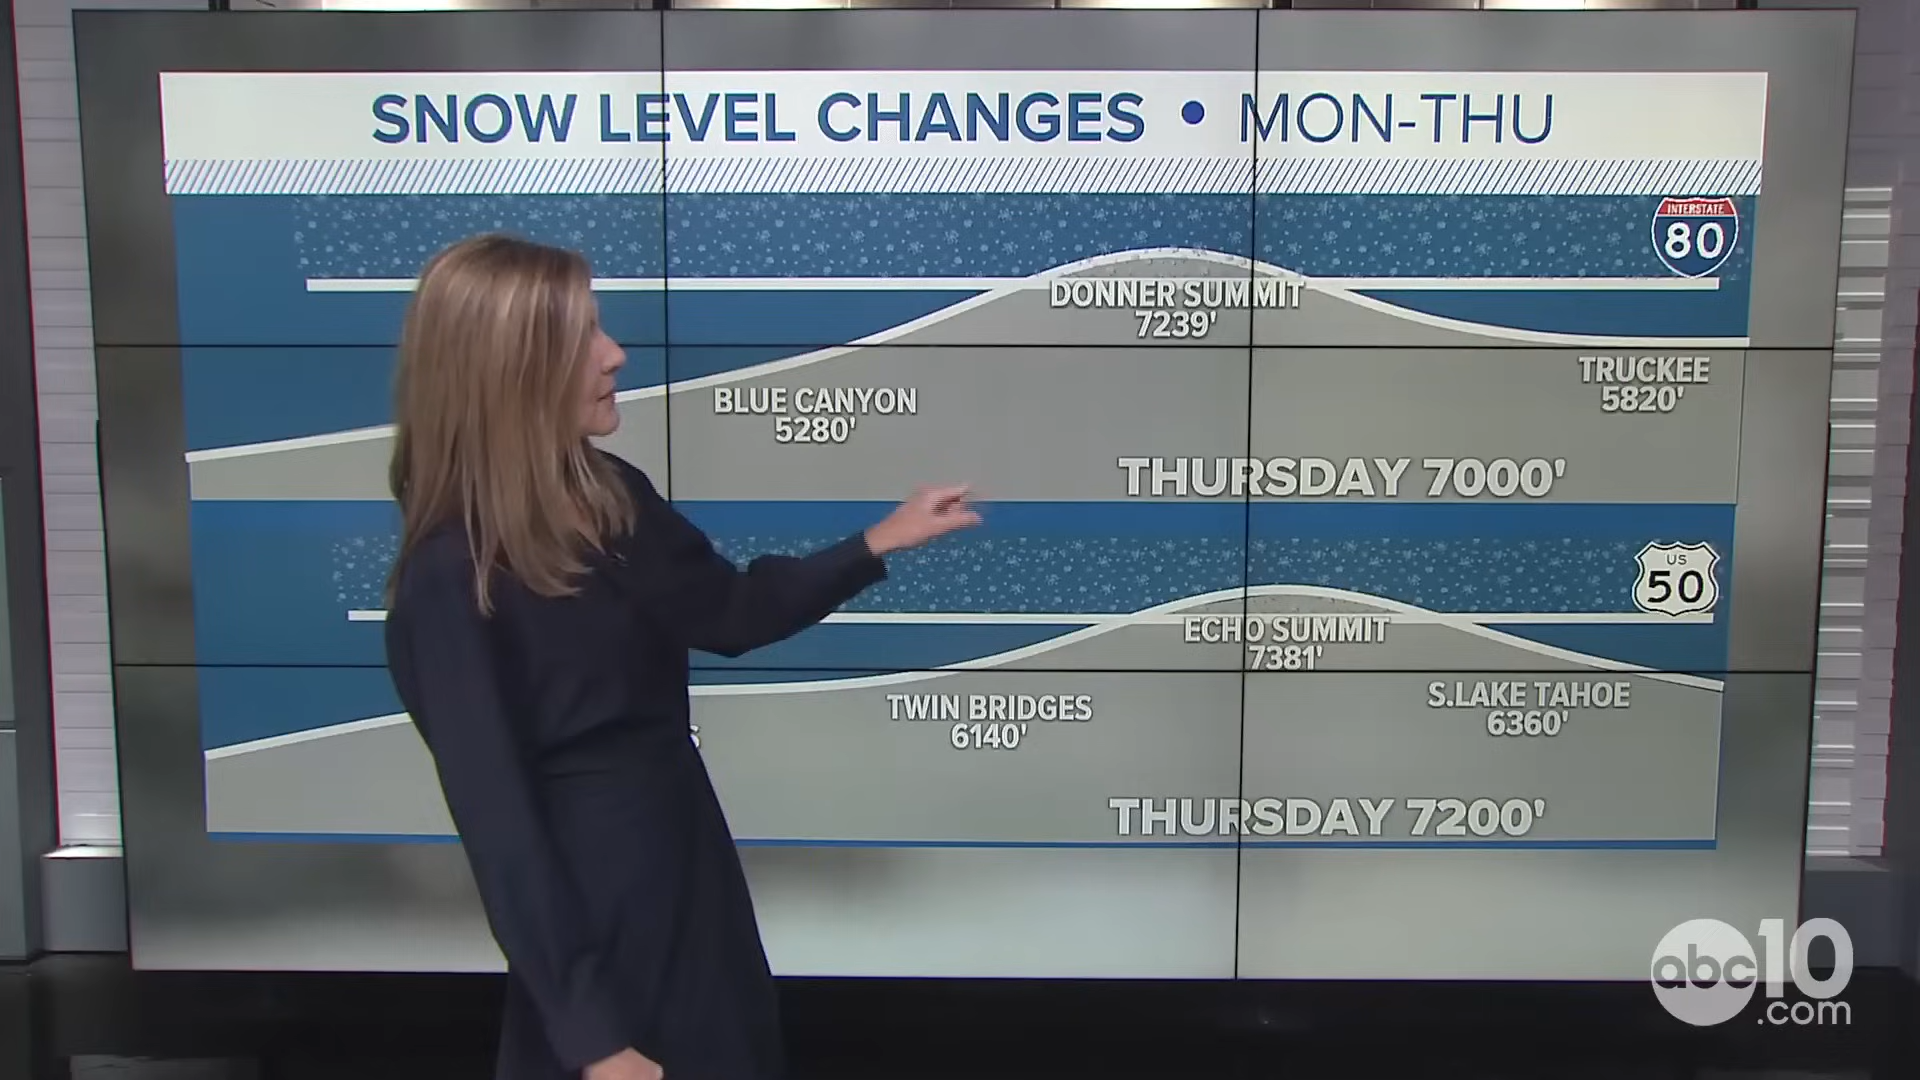 SNOW LEVEL CHANGES • MON-THU
INTERSTATE
80
DONNER SUMMIT
7239'
BLUE CANYON
5280'
TRUCKEE
5820'
THURSDAY 7000'
US
50
ECHO SUMMIT
7381'
TWIN BRIDGES
6140'
S.LAKE TAHOE
6360'
THURSDAY 7200'
abc10
.com